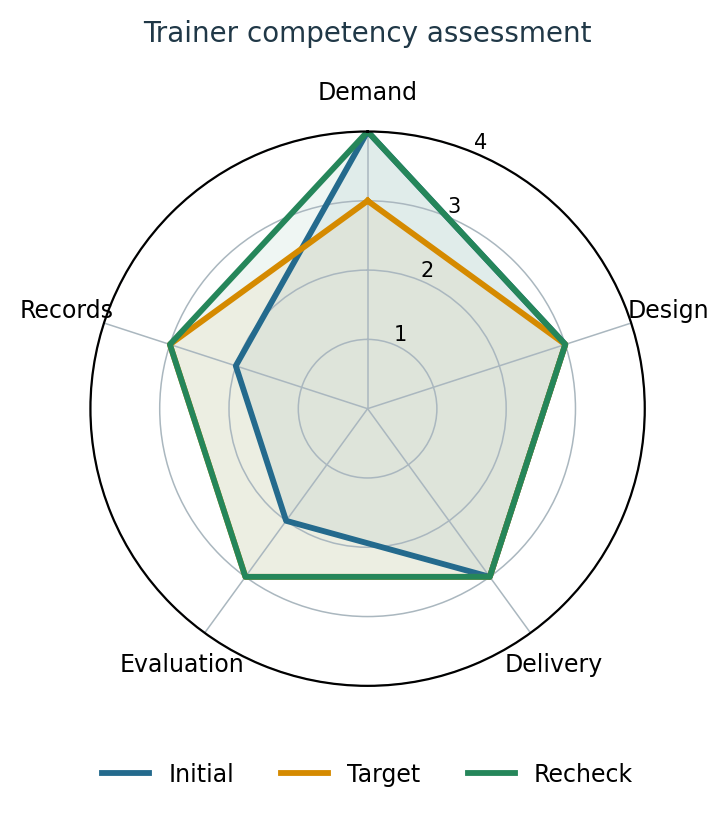 Trainer competency assessment
Demand
4
3
Records
Design
2
1
Evaluation
Delivery
Initial
Target
Recheck